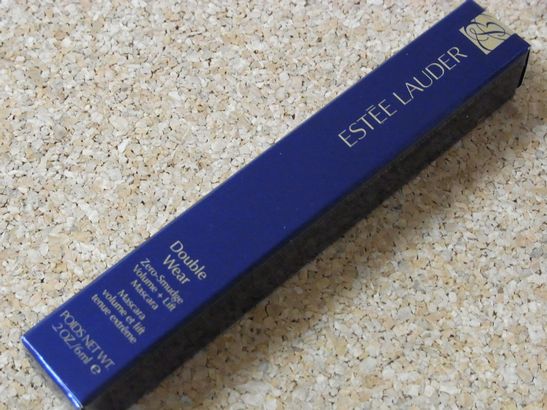 ESTĒE LAUDER
Double
Wear
Zero-Smudge
Volume + Lift
Mascara
Mascara
volume et lift
tenue extrême
POIDS NET WT
.2 OZ/6ml e